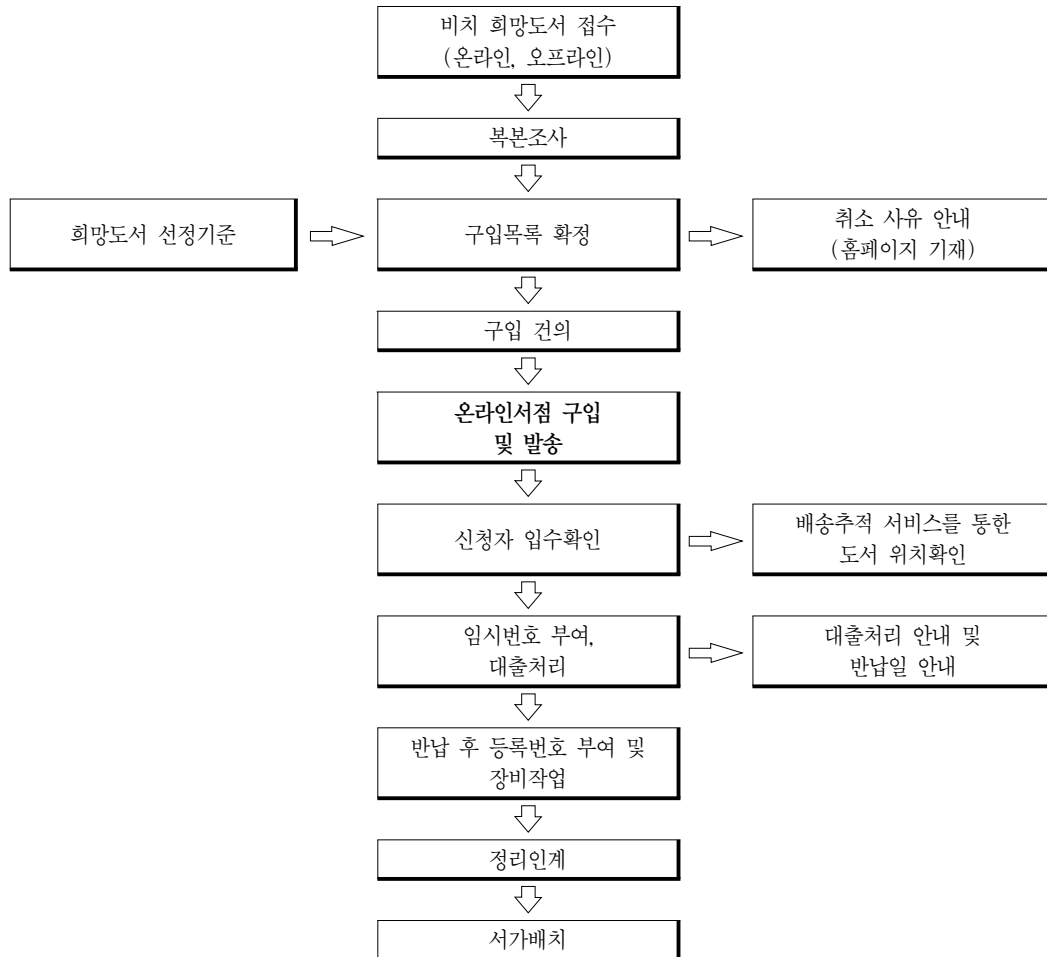 비치 희망도서 접수
(온라인, 오프라인)
복본조사
희망도서 선정기준
구입목록 확정
취소 사유 안내
(홈페이지 기재)
구입 건의
온라인서점 구입
및 발송
신청자 입수확인
배송추적 서비스를 통한
도서 위치확인
임시번호 부여,
대출처리
대출처리 안내 및
반납일 안내
반납 후 등록번호 부여 및
장비작업
정리인계
서가배치